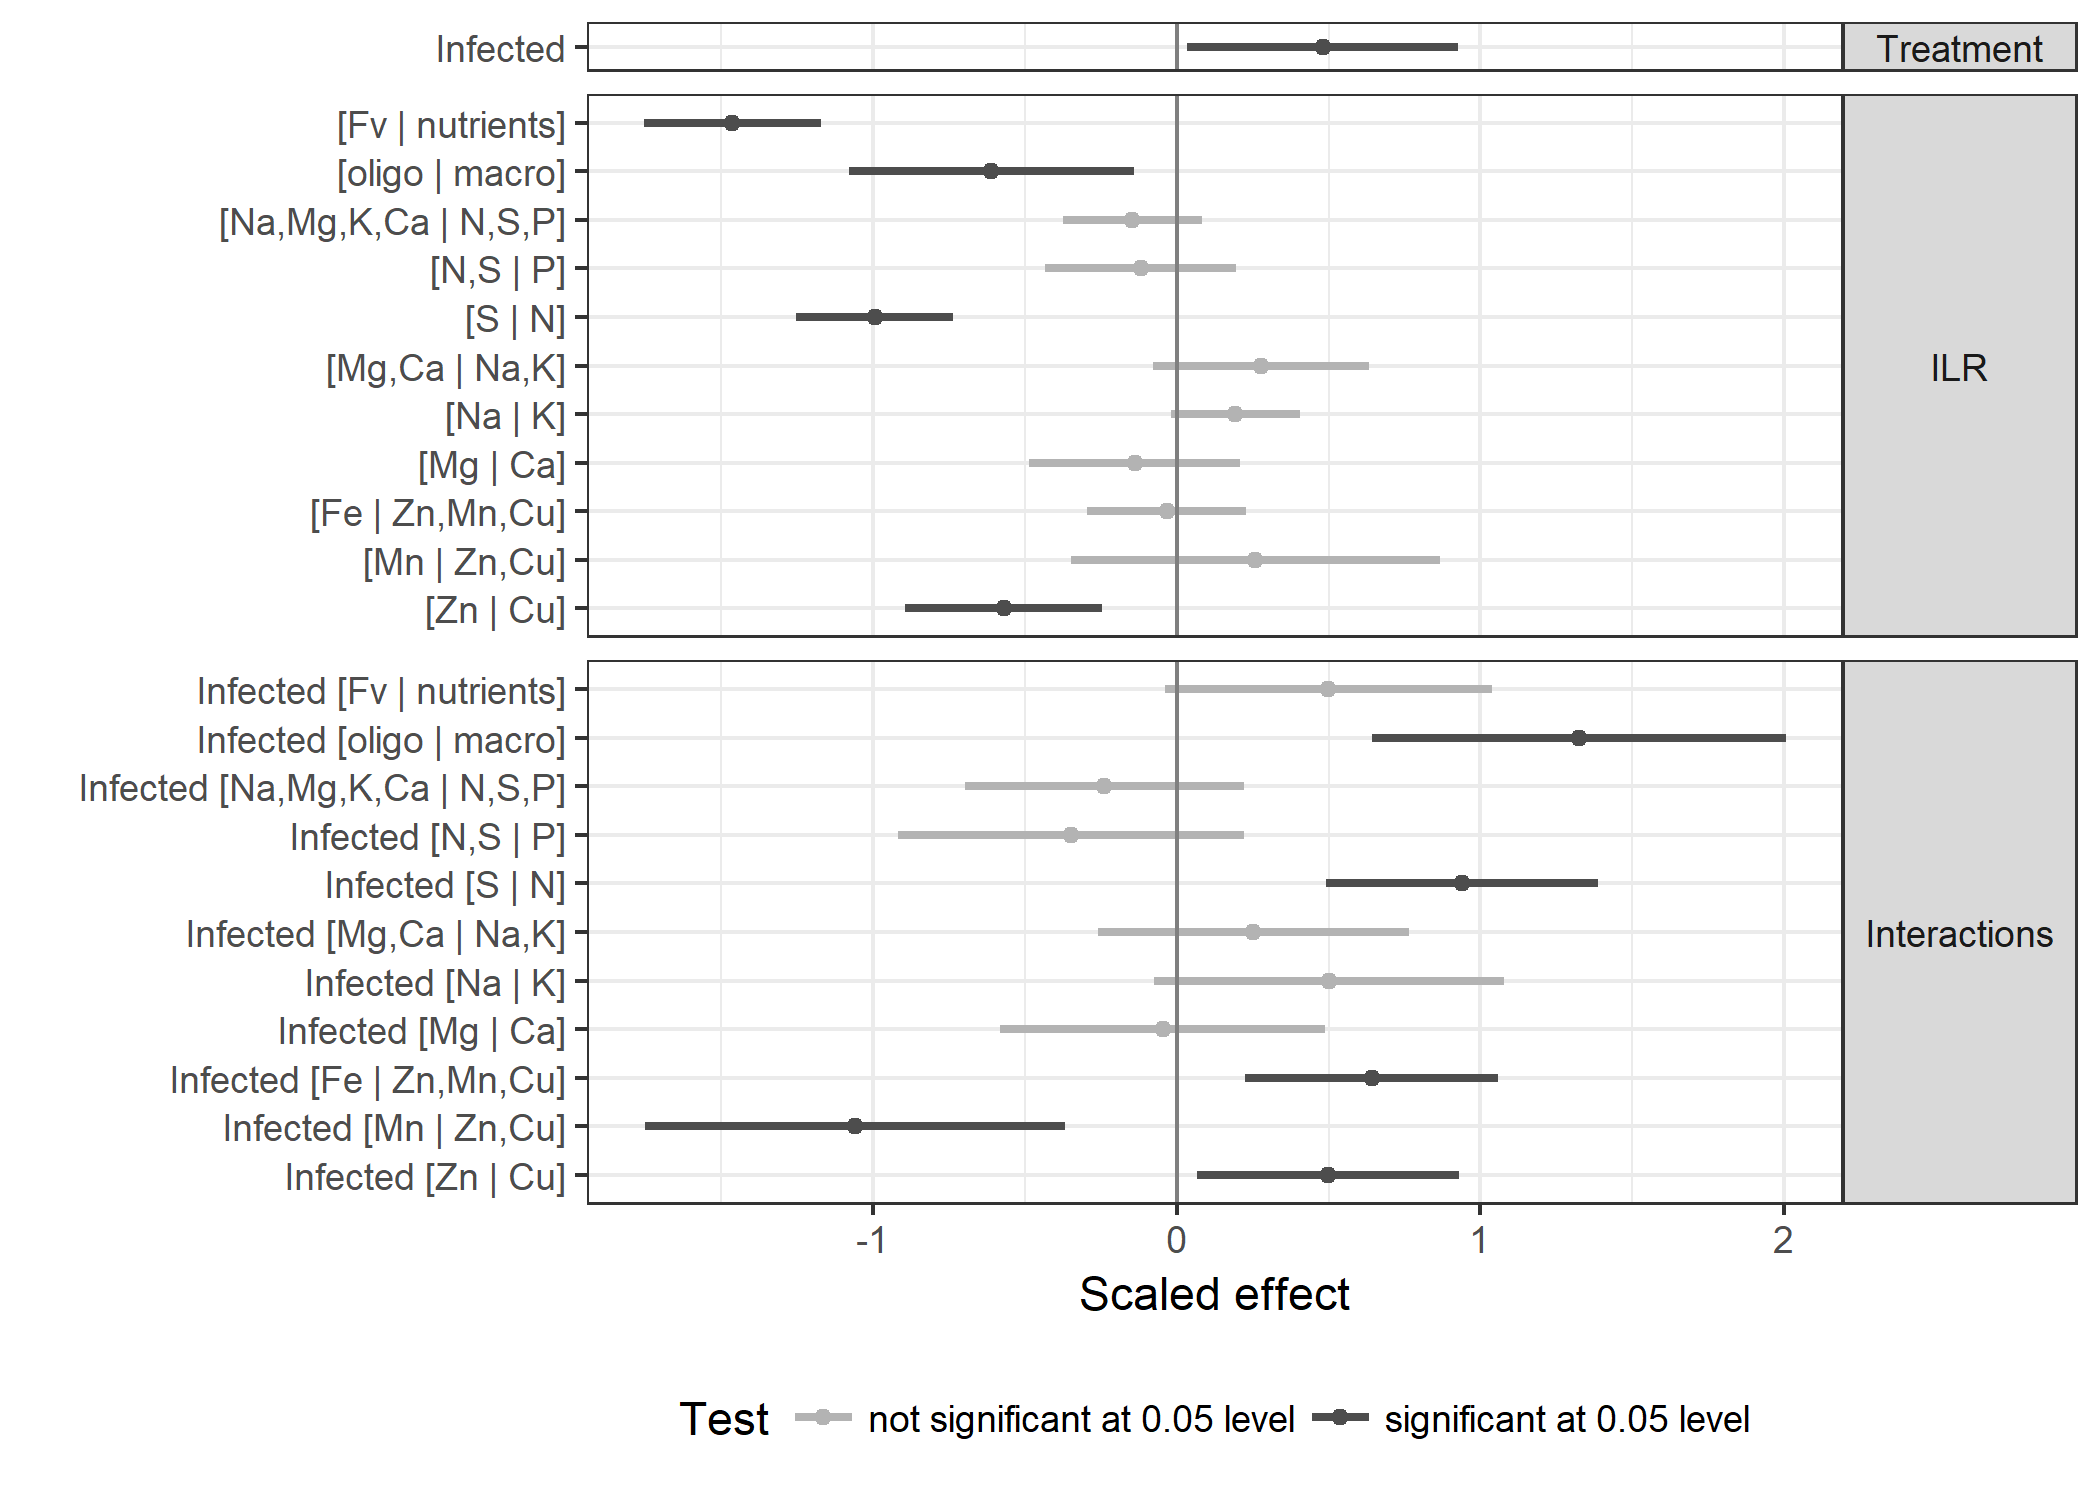 Infected
Treatment
[Fv | nutrients]
[oligo | macro]
[Na,Mg,K,Ca | N,S,P]
[N,S | P]
[S | N]
[Mg,Ca | Na,K]
[Na | K]
[Mg | Ca]
[Fe | Zn,Mn,Cu]
[Mn | Zn,Cu]
[Zn | Cu]
ILR
Infected [Fv | nutrients]
Infected [oligo | macro]
Infected [Na,Mg,K,Ca | N,S,P]
Infected [N,S | P]
Infected [S | N]
Infected [Mg,Ca | Na,K]
Infected [Na | K]
Infected [Mg | Ca]
Infected [Fe | Zn,Mn,Cu]
Infected [Mn | Zn,Cu]
Infected [Zn | Cu]
Interactions
-1 0 1 2
Scaled effect
Test not significant at 0.05 level significant at 0.05 level